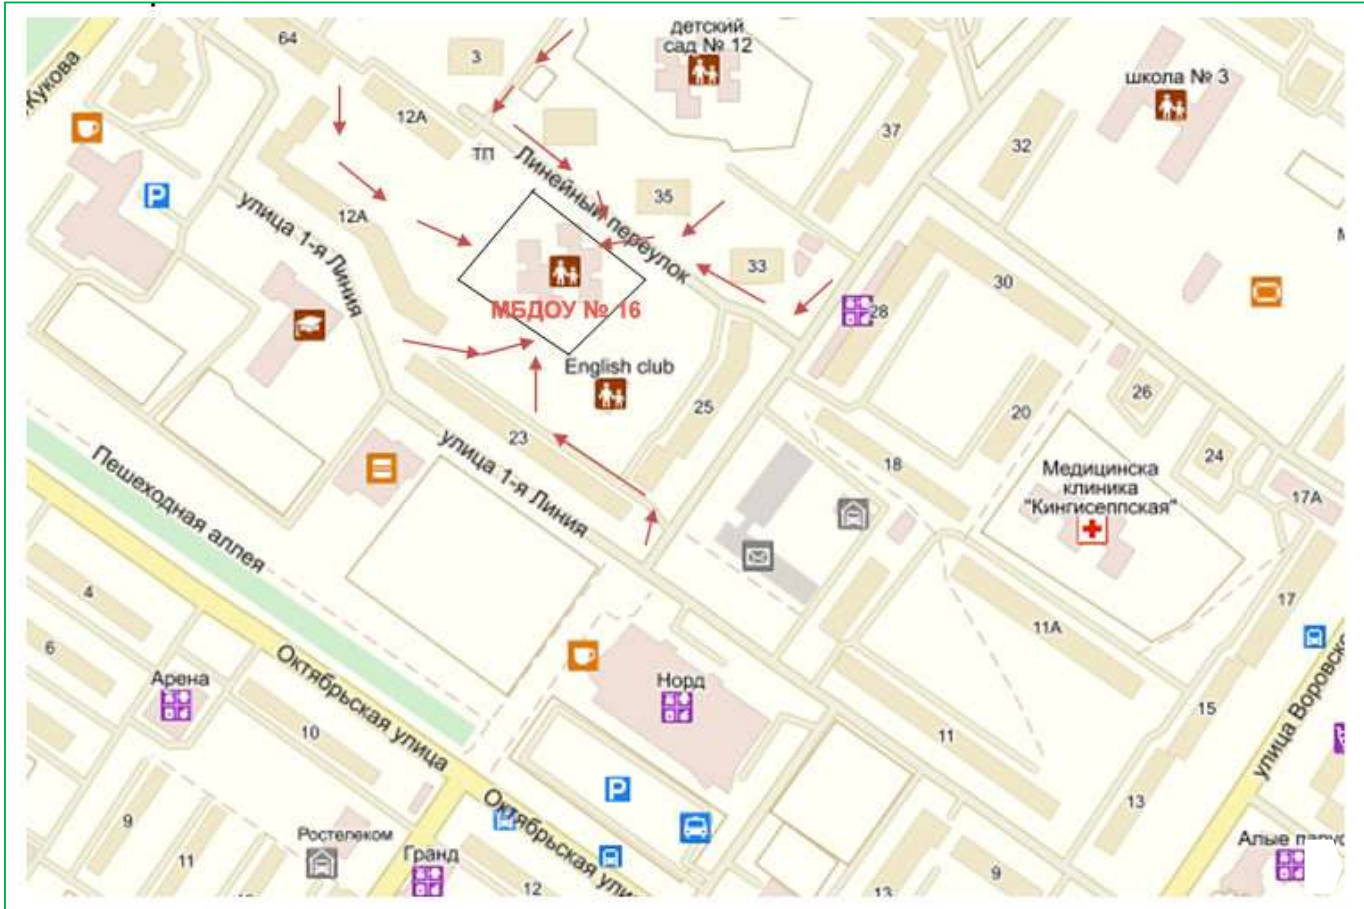 64
Жукова
3
детский
сад № 12
школа № 3
12А
ТП
37
32
Линейный переулок
35
12А
улица 1-я Линия
33
30
28
МБДОУ № 16
English club
26
20
25
23
улица 1-я Линия
18
24
Медицинска
клиника
"Кингисеппская"
17А
Пешеходная аллея
4
6
17
11А
Арена
Октябрьская улица
Норд
10
15
11
улица Воровско
13
9
11
Ростелеком
Гранд
Октябрьская ули
12
13
9
Алые парус